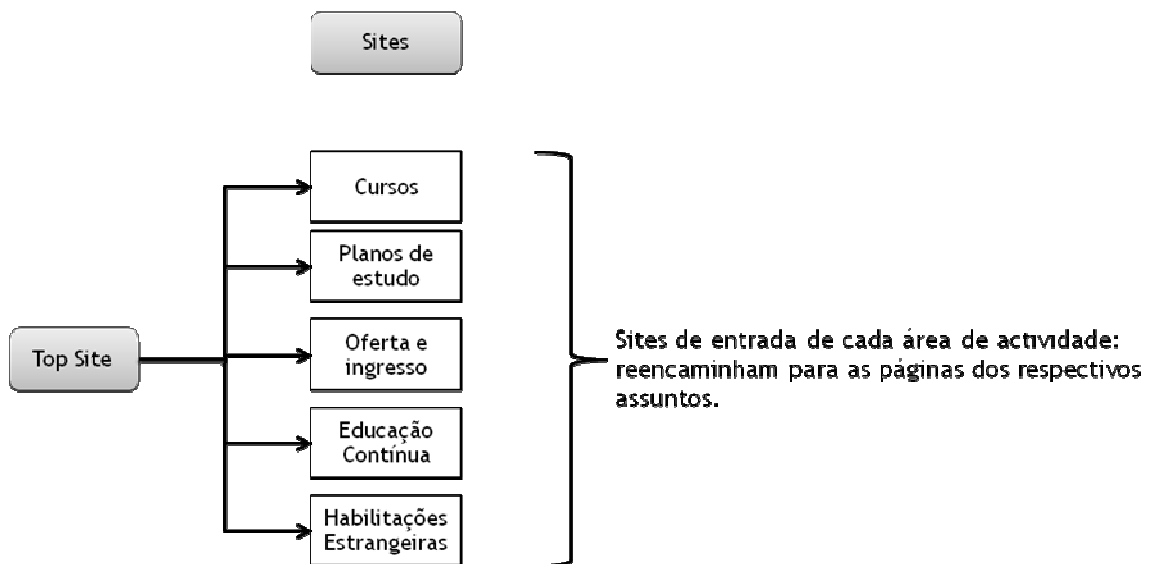 Sites
Cursos
Planos de
estudo
Oferta e
ingresso
Educação
Contínua
Habilitações
Estrangeiras
Top Site
Sites de entrada de cada área de actividade:
reencaminham para as páginas dos respectivos
assuntos.